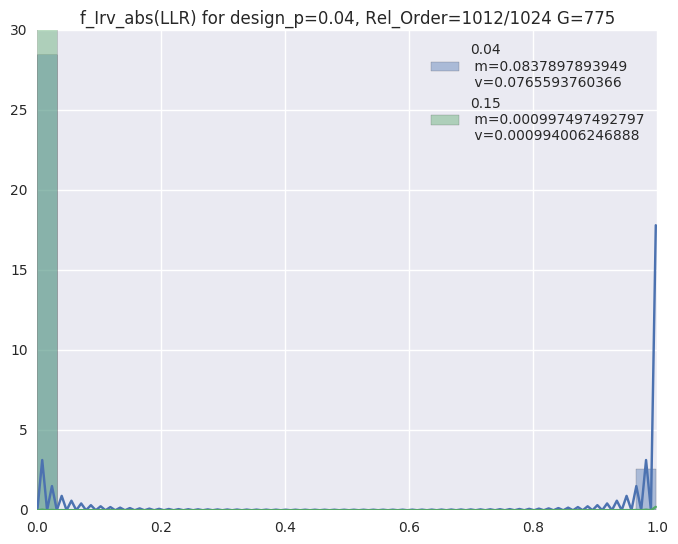 f_Irv_abs(LLR) for design_p=0.04, Rel_Order=1012/1024 G=775
30
25
20
15
10
5
0
0.04
m=0.0837897893949
v=0.0765593760366
0.15
m=0.000997497492797
v=0.000994006246888
0.0 0.2 0.4 0.6 0.8 1.0